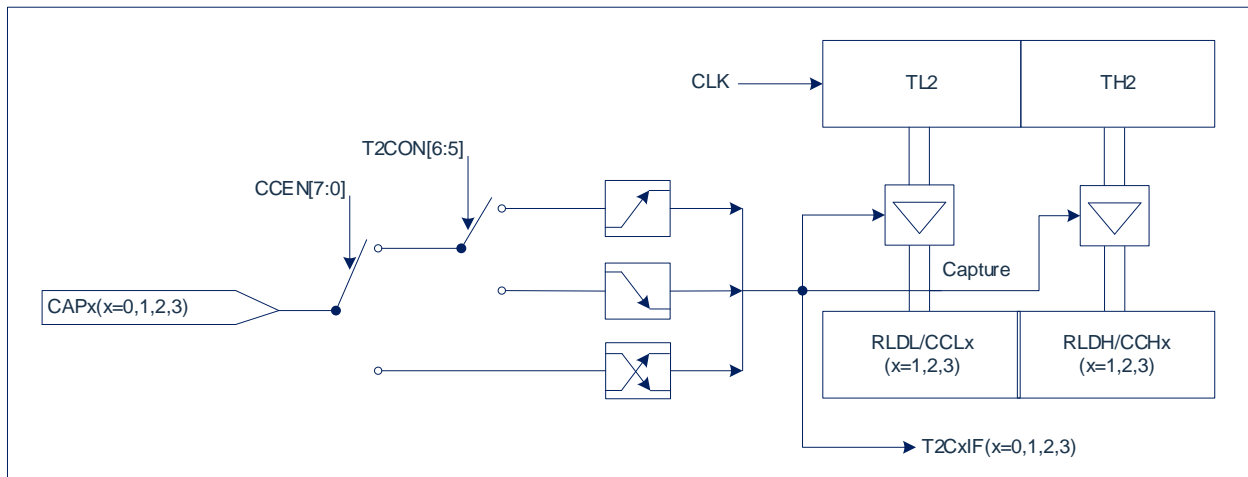 CLK
TL2
TH2
T2CON[6:5]
CCEN[7:0]
Capture
CAPx(x=0,1,2,3)
RLDL/CCLx
(x=1,2,3)
RLDH/CCHx
(x=1,2,3)
T2CxIF(x=0,1,2,3)